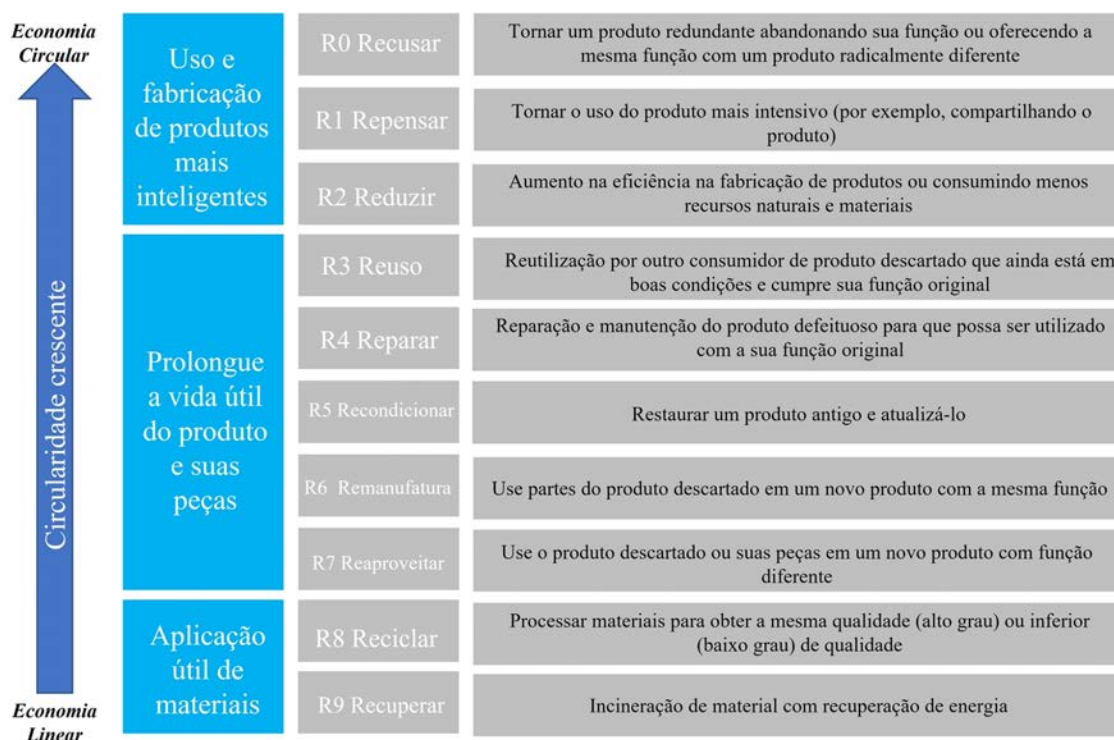 Economia
Circular
Circularidade crescente
Economia
Linear
Uso e
fabricação
de produtos
mais
inteligentes
R0 Recusar
Tornar um produto redundante abandonando sua função ou oferecendo a
mesma função com um produto radicalmente diferente
R1 Repensar
Tornar o uso do produto mais intensivo (por exemplo, compartilhando o
produto)
R2 Reduzir
Aumento na eficiência na fabricação de produtos ou consumindo menos
recursos naturais e materiais
Prolongue
a vida útil
do produto
e suas
peças
R3 Reuso
Reutilização por outro consumidor de produto descartado que ainda está em
boas condições e cumpre sua função original
R4 Reparar
Reparação e manutenção do produto defeituoso para que possa ser utilizado
com a sua função original
R5 Recondicionar
Restaurar um produto antigo e atualizá-lo
R6 Remanufatura
Use partes do produto descartado em um novo produto com a mesma função
R7 Reaproveitar
Use o produto descartado ou suas peças em um novo produto com função
diferente
Aplicação
útil de
materiais
R8 Reciclar
Processar materiais para obter a mesma qualidade (alto grau) ou inferior
(baixo grau) de qualidade
R9 Recuperar
Incineração de material com recuperação de energia